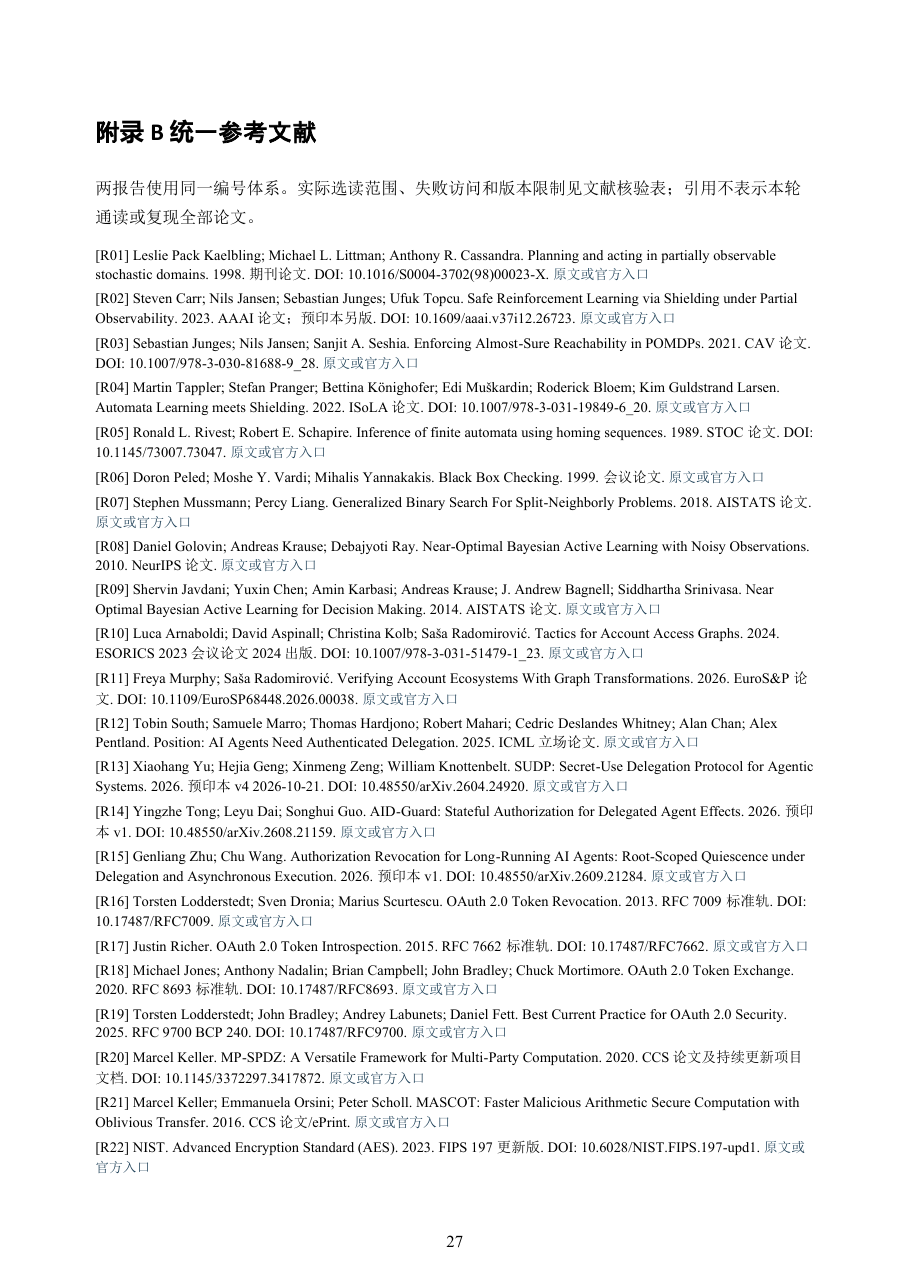 附录 B 统一参考文献
两报告使用同一编号体系。实际选读范围、失败访问和版本限制见文献核验表；引用不表示本轮
通读或复现全部论文。
[R01] Leslie Pack Kaelbling; Michael L. Littman; Anthony R. Cassandra. Planning and acting in partially observable
stochastic domains. 1998. 期刊论文. DOI: 10.1016/S0004-3702(98)00023-X. 原文或官方入口
[R02] Steven Carr; Nils Jansen; Sebastian Junges; Ufuk Topcu. Safe Reinforcement Learning via Shielding under Partial
Observability. 2023. AAAI 论文；预印本另版. DOI: 10.1609/aaai.v37i12.26723. 原文或官方入口
[R03] Sebastian Junges; Nils Jansen; Sanjit A. Seshia. Enforcing Almost-Sure Reachability in POMDPs. 2021. CAV 论文.
DOI: 10.1007/978-3-030-81688-9_28. 原文或官方入口
[R04] Martin Tappler; Stefan Pranger; Bettina Könighofer; Edi Muškardin; Roderick Bloem; Kim Guldstrand Larsen.
Automata Learning meets Shielding. 2022. ISoLA 论文. DOI: 10.1007/978-3-031-19849-6_20. 原文或官方入口
[R05] Ronald L. Rivest; Robert E. Schapire. Inference of finite automata using homing sequences. 1989. STOC 论文. DOI:
10.1145/73007.73047. 原文或官方入口
[R06] Doron Peled; Moshe Y. Vardi; Mihalis Yannakakis. Black Box Checking. 1999. 会议论文. 原文或官方入口
[R07] Stephen Mussmann; Percy Liang. Generalized Binary Search For Split-Neighborly Problems. 2018. AISTATS 论文.
原文或官方入口
[R08] Daniel Golovin; Andreas Krause; Debajyoti Ray. Near-Optimal Bayesian Active Learning with Noisy Observations.
2010. NeurIPS 论文. 原文或官方入口
[R09] Shervin Javdani; Yuxin Chen; Amin Karbasi; Andreas Krause; J. Andrew Bagnell; Siddhartha Srinivasa. Near
Optimal Bayesian Active Learning for Decision Making. 2014. AISTATS 论文. 原文或官方入口
[R10] Luca Arnaboldi; David Aspinall; Christina Kolb; Saša Radomirović. Tactics for Account Access Graphs. 2024.
ESORICS 2023 会议论文 2024 出版. DOI: 10.1007/978-3-031-51479-1_23. 原文或官方入口
[R11] Freya Murphy; Saša Radomirović. Verifying Account Ecosystems With Graph Transformations. 2026. EuroS&P 论
文. DOI: 10.1109/EuroSP68448.2026.00038. 原文或官方入口
[R12] Tobin South; Samuele Marro; Thomas Hardjono; Robert Mahari; Cedric Deslandes Whitney; Alan Chan; Alex
Pentland. Position: AI Agents Need Authenticated Delegation. 2025. ICML 立场论文. 原文或官方入口
[R13] Xiaohang Yu; Hejia Geng; Xinmeng Zeng; William Knottenbelt. SUDP: Secret-Use Delegation Protocol for Agentic
Systems. 2026. 预印本 v4 2026-10-21. DOI: 10.48550/arXiv.2604.24920. 原文或官方入口
[R14] Yingzhe Tong; Leyu Dai; Songhui Guo. AID-Guard: Stateful Authorization for Delegated Agent Effects. 2026. 预印
本 v1. DOI: 10.48550/arXiv.2608.21159. 原文或官方入口
[R15] Genliang Zhu; Chu Wang. Authorization Revocation for Long-Running AI Agents: Root-Scoped Quiescence under
Delegation and Asynchronous Execution. 2026. 预印本 v1. DOI: 10.48550/arXiv.2609.21284. 原文或官方入口
[R16] Torsten Lodderstedt; Sven Dronia; Marius Scurtescu. OAuth 2.0 Token Revocation. 2013. RFC 7009 标准轨. DOI:
10.17487/RFC7009. 原文或官方入口
[R17] Justin Richer. OAuth 2.0 Token Introspection. 2015. RFC 7662 标准轨. DOI: 10.17487/RFC7662. 原文或官方入口
[R18] Michael Jones; Anthony Nadalin; Brian Campbell; John Bradley; Chuck Mortimore. OAuth 2.0 Token Exchange.
2020. RFC 8693 标准轨. DOI: 10.17487/RFC8693. 原文或官方入口
[R19] Torsten Lodderstedt; John Bradley; Andrey Labunets; Daniel Fett. Best Current Practice for OAuth 2.0 Security.
2025. RFC 9700 BCP 240. DOI: 10.17487/RFC9700. 原文或官方入口
[R20] Marcel Keller. MP-SPDZ: A Versatile Framework for Multi-Party Computation. 2020. CCS 论文及持续更新项目
文档. DOI: 10.1145/3372297.3417872. 原文或官方入口
[R21] Marcel Keller; Emmanuela Orsini; Peter Scholl. MASCOT: Faster Malicious Arithmetic Secure Computation with
Oblivious Transfer. 2016. CCS 论文/ePrint. 原文或官方入口
[R22] NIST. Advanced Encryption Standard (AES). 2023. FIPS 197 更新版. DOI: 10.6028/NIST.FIPS.197-upd1. 原文或
官方入口
27